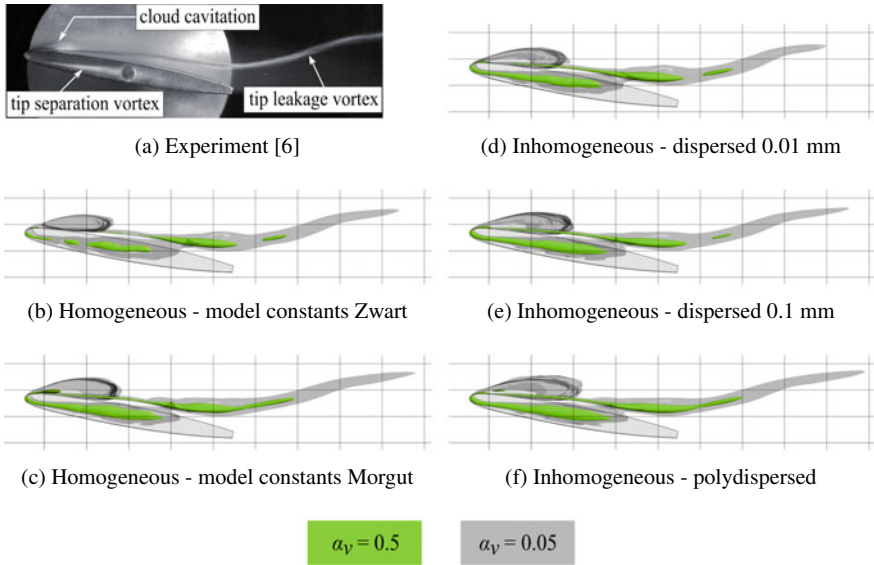 cloud cavitation
tip separation vortex
tip leakage vortex
(a) Experiment [6]
(b) Homogeneous - model constants Zwart
(c) Homogeneous - model constants Morgut
(d) Inhomogeneous - dispersed 0.01 mm
(e) Inhomogeneous - dispersed 0.1 mm
(f) Inhomogeneous - polydispersed
αv = 0.5
αv = 0.05